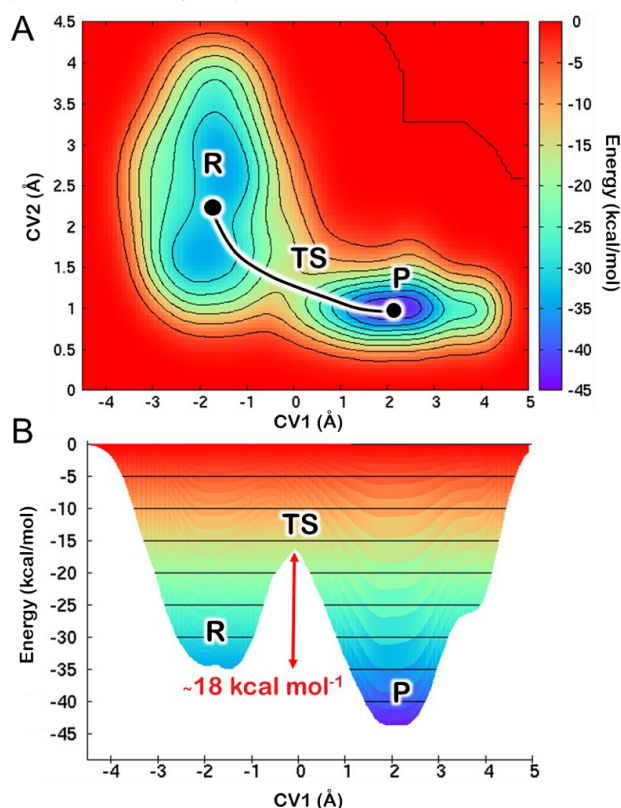 A
4.5
4
3.5
3
2.5
2
1.5
1
0.5
0
CV2 (Å)
R
TS
P
-4 -3 -2 -1 0 1 2 3 4 5
CV1 (Å)
0
-5
-10
-15
-20
-25
-30
-35
-40
-45
Energy (kcal/mol)
B
0
-5
-10
-15
-20
-25
-30
-35
-40
-45
Energy (kcal/mol)
TS
R
~18 kcal mol-1
P
-4 -3 -2 -1 0 1 2 3 4 5
CV1 (Å)